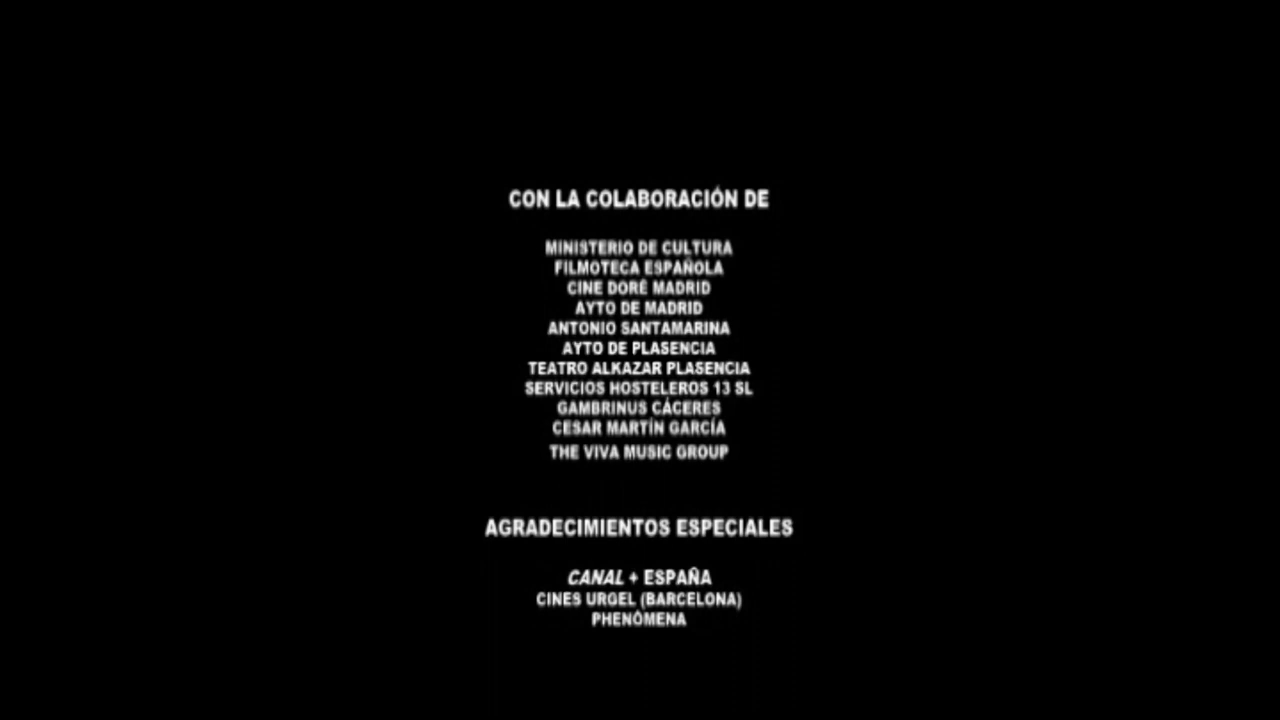 CON LA COLABORACIÓN DE
MINISTERIO DE CULTURA
FILMOTECA ESPAÑOLA
CINE DORÉ MADRID
AYTO DE MADRID
ANTONIO SANTAMARINA
AYTO DE PLASENCIA
TEATRO ALKAZAR PLASENCIA
SERVICIOS HOSTELEROS 13 SL
GAMBRINUS CÁCERES
CESAR MARTÍN GARCÍA
THE VIVA MUSIC GROUP
AGRADECIMIENTOS ESPECIALES
CANAL + ESPAÑA
CINES URGEL (BARCELONA)
PHENÓMENA